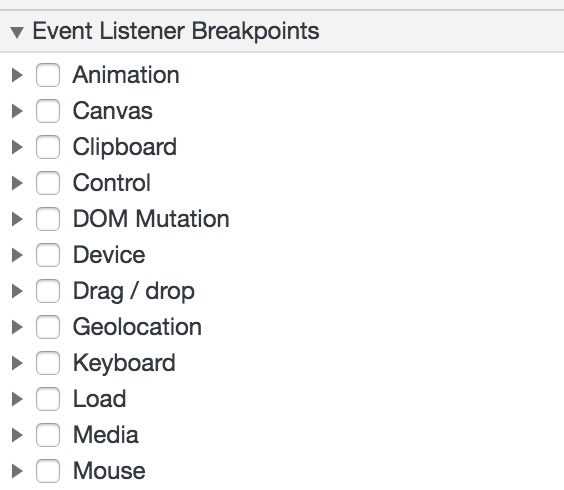 Event Listener Breakpoints
Animation
Canvas
Clipboard
Control
DOM Mutation
Device
Drag / drop
Geolocation
Keyboard
Load
Media
Mouse